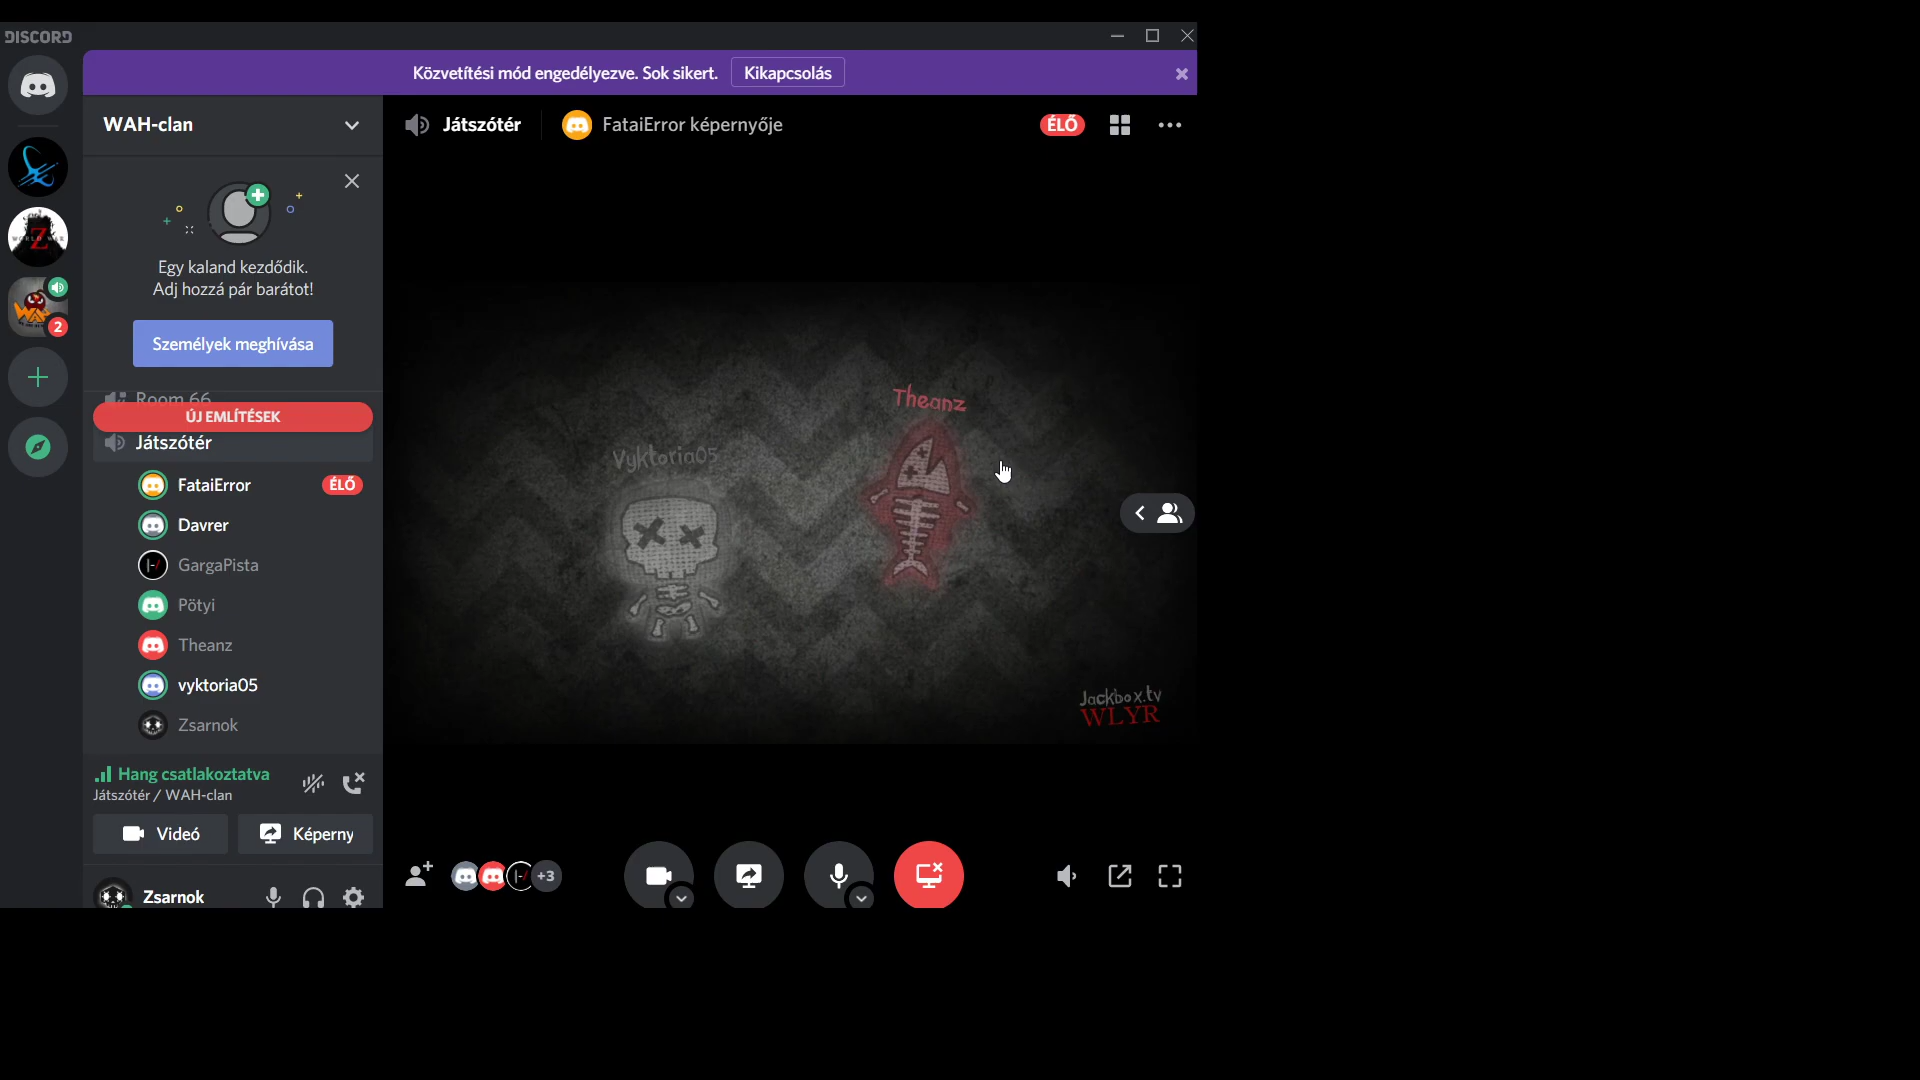 DISCORD
Közvetítési mód engedélyezve. Sok sikert.
Kikapcsolás
WAH-clan
Játszótér
FataiError képernyője
ÉLŐ
Egy kaland kezdődik.
Adj hozzá pár barátot!
Személyek meghívása
Room 66
ÚJ EMLÍTÉSEK
Játszótér
FataiError
ÉLŐ
Davrer
GargaPista
Pötyi
Theanz
vyktoria05
Zsarnok
2
Vyktoria05
Theanz
Jackbox.tv
WLYR
Hang csatlakoztatva
Játszótér / WAH-clan
Videó
Képerny
Zsarnok
+3